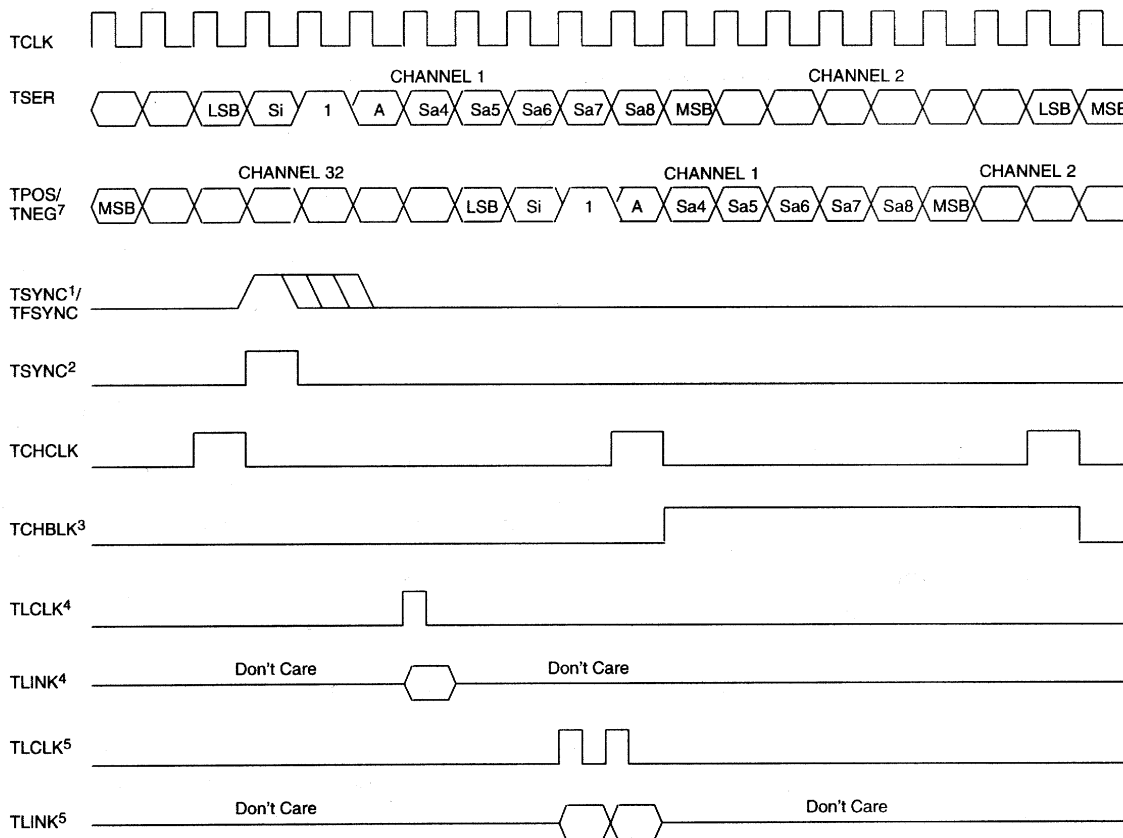 TCLK
CHANNEL 1 CHANNEL 2
TSER LSB Si 1 A Sa4 Sa5 Sa6 Sa7 Sa8 MSB LSB MSB
CHANNEL 32 CHANNEL 1 CHANNEL 2
TPOS/
TNEG7 MSB LSB Si 1 A Sa4 Sa5 Sa6 Sa7 Sa8 MSB
TSYNC1/
TFSYNC
TSYNC2
TCHCLK
TCHBLK3
TLCLK4
TLINK4 Don't Care Don't Care
TLCLK5
TLINK5 Don't Care Don't Care